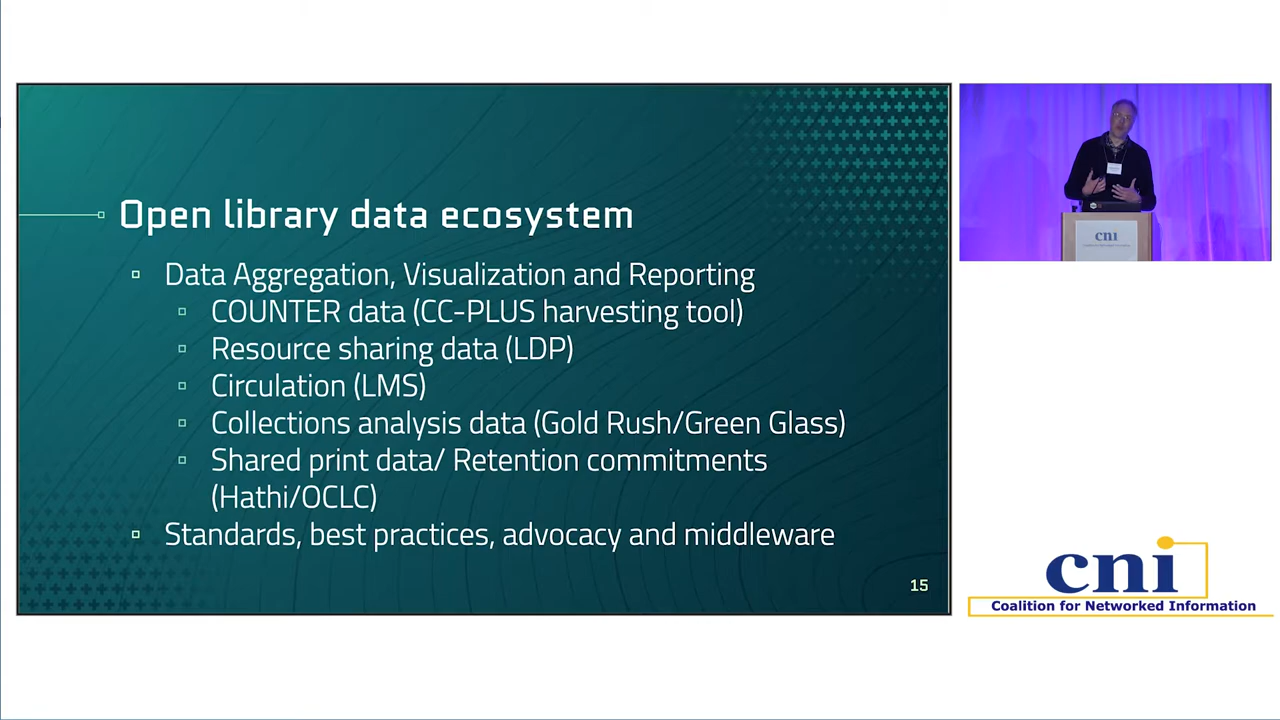 Open library data ecosystem
Data Aggregation, Visualization and Reporting
COUNTER data (CC-PLUS harvesting tool)
Resource sharing data (LDP)
Circulation (LMS)
Collections analysis data (Gold Rush/Green Glass)
Shared print data/ Retention commitments
(Hathi/OCLC)
Standards, best practices, advocacy and middleware
15
cni
cni
Coalition for Networked Information